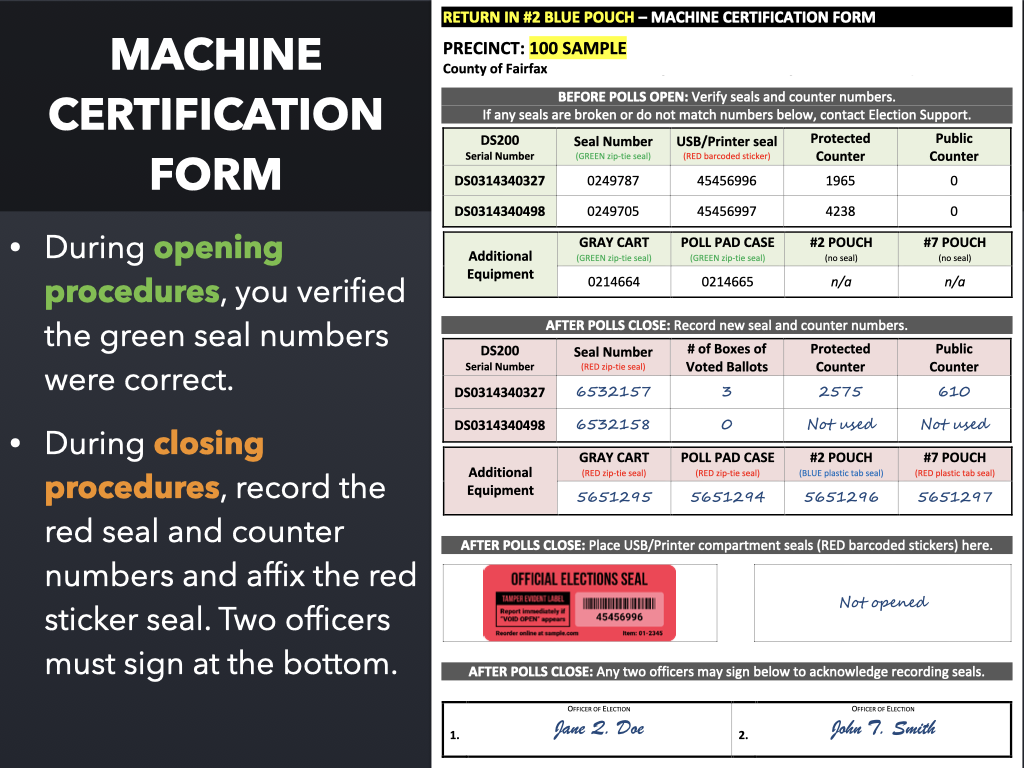 MACHINE
CERTIFICATION
FORM
• During opening
procedures, you verified
the green seal numbers
were correct.
• During closing
procedures, record the
red seal and counter
numbers and affix the red
sticker seal. Two officers
must sign at the bottom.
RETURN IN #2 BLUE POUCH – MACHINE CERTIFICATION FORM
PRECINCT: 100 SAMPLE
County of Fairfax
BEFORE POLLS OPEN: Verify seals and counter numbers.
If any seals are broken or do not match numbers below, contact Election Support.
DS200 Seal Number USB/Printer seal Protected Public
Serial Number (GREEN zip-tie seal) (RED barcoded sticker) Counter Counter
DS0314340327 0249787 45456996 1965 0
DS0314340498 0249705 45456997 4238 0
Additional GRAY CART POLL PAD CASE #2 POUCH #7 POUCH
Equipment (GREEN zip-tie seal) (GREEN zip-tie seal) (no seal) (no seal)
0214664 0214665 n/a n/a
AFTER POLLS CLOSE: Record new seal and counter numbers.
DS200 Seal Number # of Boxes of Protected Public
Serial Number (RED zip-tie seal) Voted Ballots Counter Counter
DS0314340327 6532157 3 2575 610
DS0314340498 6532158 0 Not used Not used
Additional GRAY CART POLL PAD CASE #2 POUCH #7 POUCH
Equipment (RED zip-tie seal) (RED zip-tie seal) (BLUE plastic tab seal) (RED plastic tab seal)
5651295 5651294 5651296 5651297
AFTER POLLS CLOSE: Place USB/Printer compartment seals (RED barcoded stickers) here.
OFFICIAL ELECTIONS SEAL
TAMPER EVIDENT LABEL
Report immediately if
"VOID OPEN" appears
45456996
Reorder online at sample.com Item: 01-2345
Not opened
AFTER POLLS CLOSE: Any two officers may sign below to acknowledge recording seals.
OFFICER OF ELECTION OFFICER OF ELECTION
1. Jane Q. Doe 2. John T. Smith